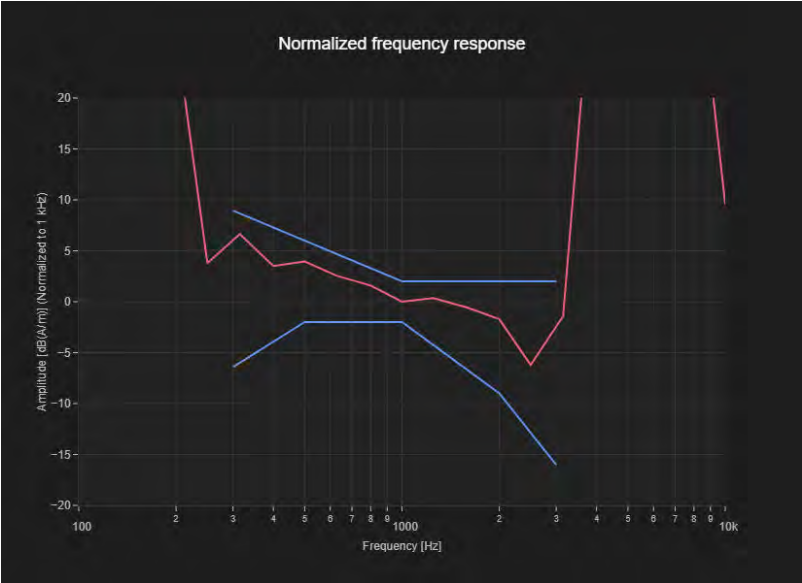 Normalized frequency response
20
15
10
5
0
−5
−10
−15
−20
Amplitude [dB(A/m)] (Normalized to 1 kHz)
100 2 3 4 5 6 7 8 9 1000 2 3 4 5 6 7 8 9 10k
Frequency [Hz]